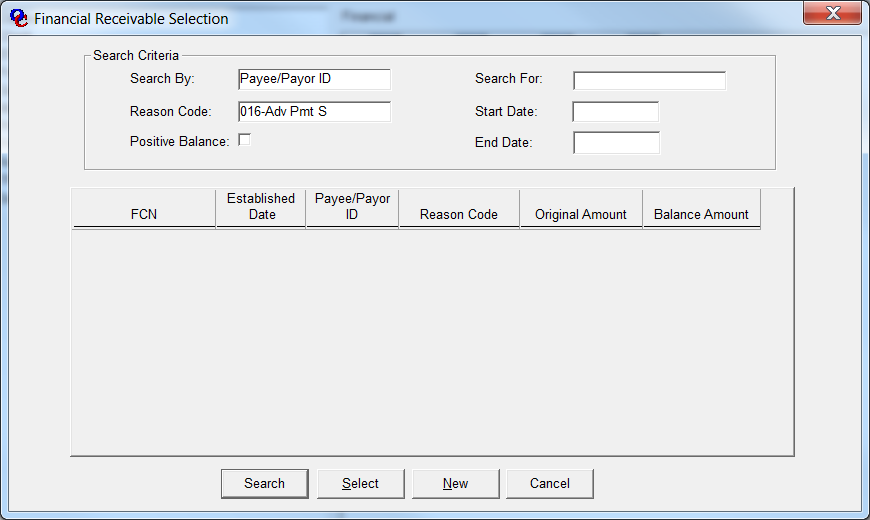 Financial Receivable Selection
Financial
Search Criteria
Search By: Payee/Payor ID Search For:
Reason Code: 016-Adv Pmt S Start Date:
Positive Balance: End Date:
FCN Established Date Payee/Payor ID Reason Code Original Amount Balance Amount
Search Select New Cancel